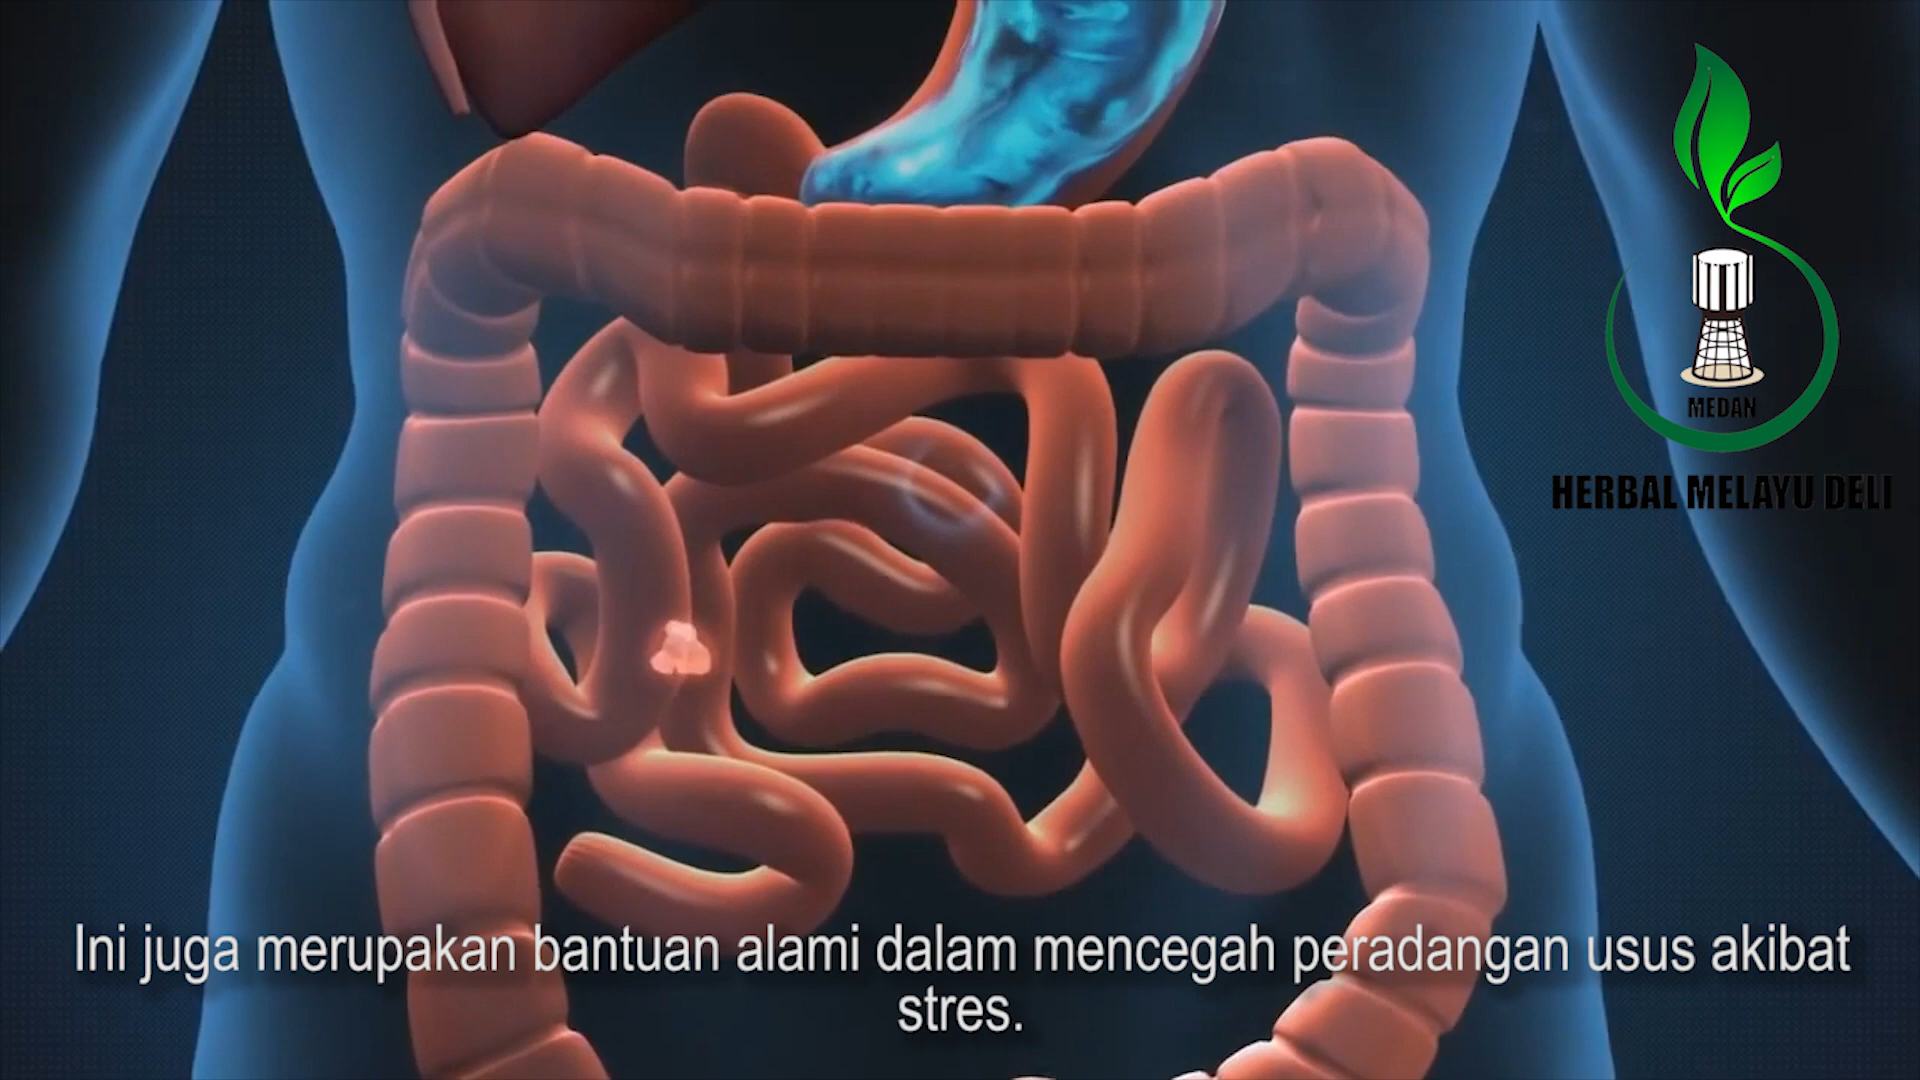 MEDAN
HERBAL MELAYU DELI
Ini juga merupakan bantuan alami dalam mencegah peradangan usus akibat
stres.